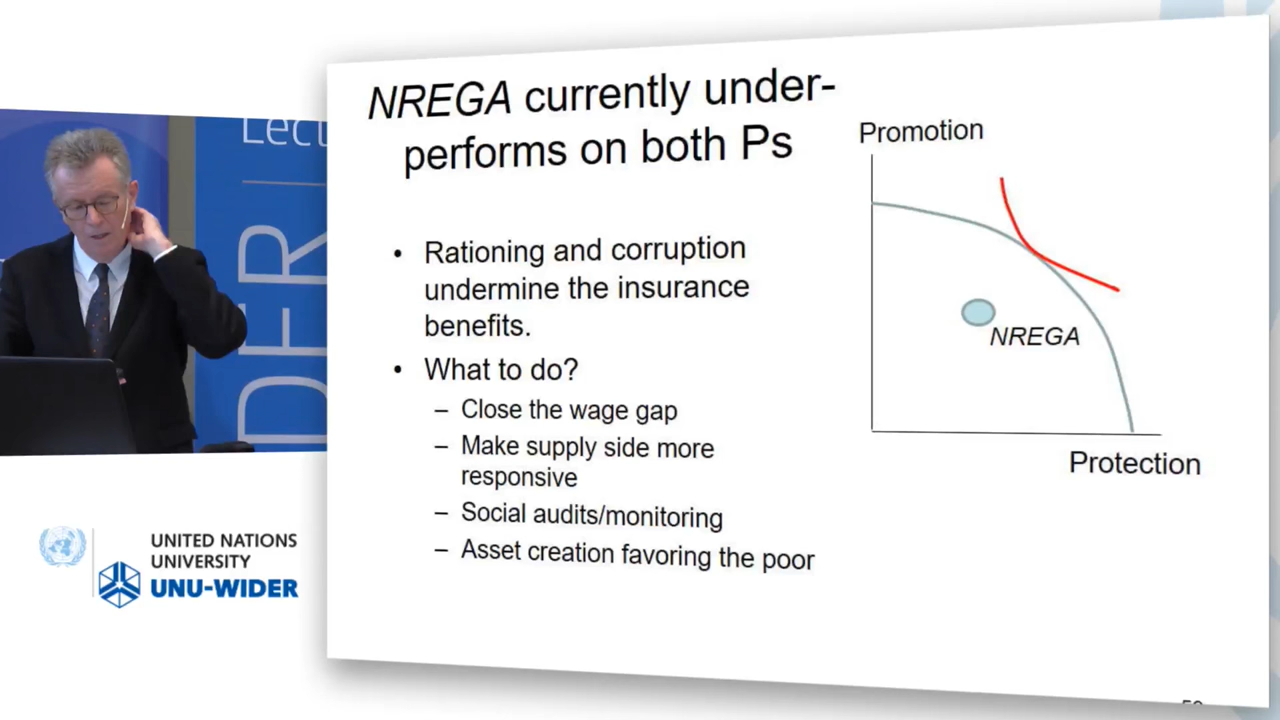 NREGA currently under-
performs on both Ps
• Rationing and corruption
undermine the insurance
benefits.
• What to do?
– Close the wage gap
– Make supply side more
responsive
– Social audits/monitoring
– Asset creation favoring the poor
Promotion
NREGA
Protection
UNITED NATIONS
UNIVERSITY
UNU-WIDER